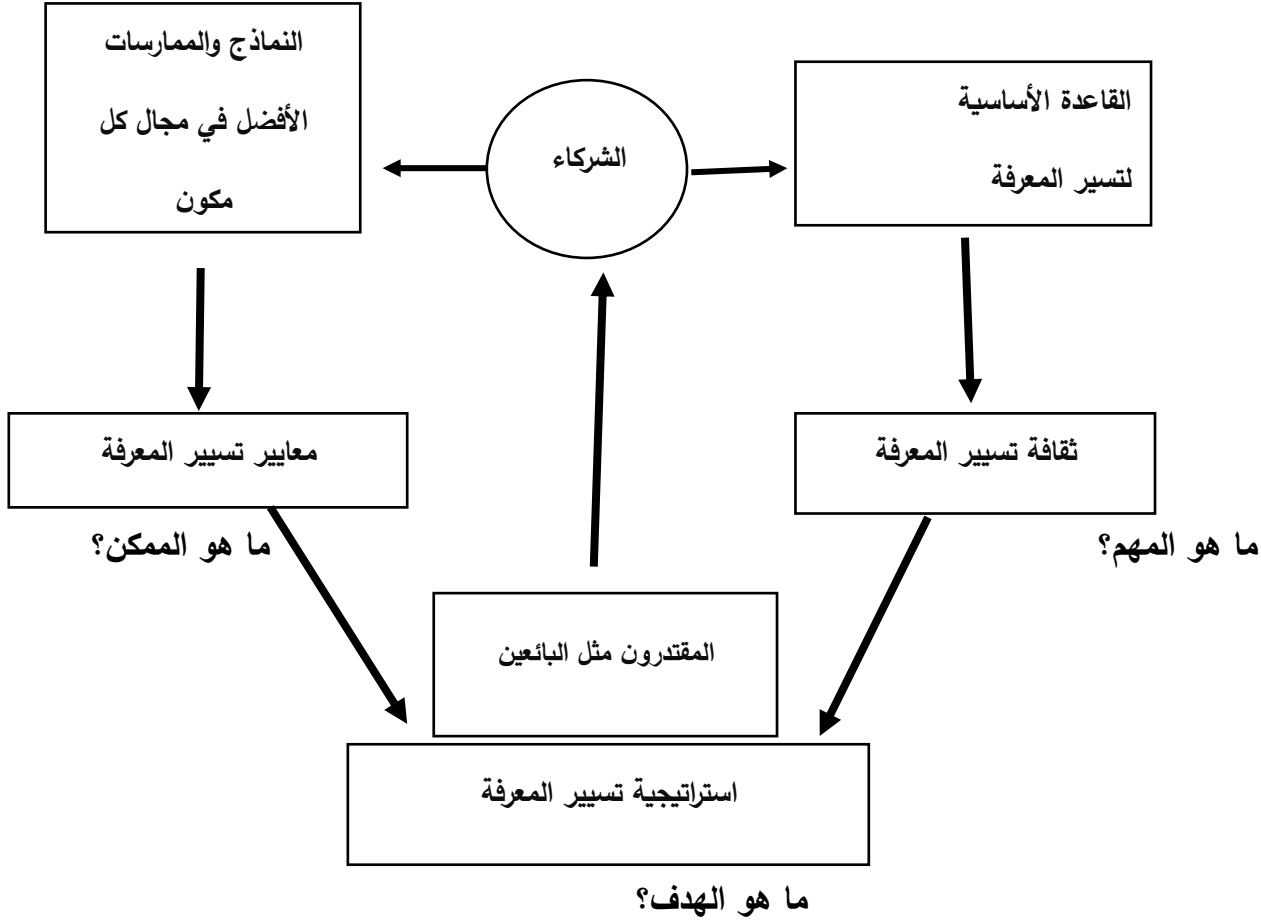 النماذج والممارسات
الأفضل في مجال كل
مكون
الشركاء
القاعدة الأساسية
لتسير المعرفة
معايير تسيير المعرفة
ثقافة تسيير المعرفة
ما هو الممكن؟
ما هو المهم؟
المقتدرون مثل البائعين
استراتيجية تسيير المعرفة
ما هو الهدف؟